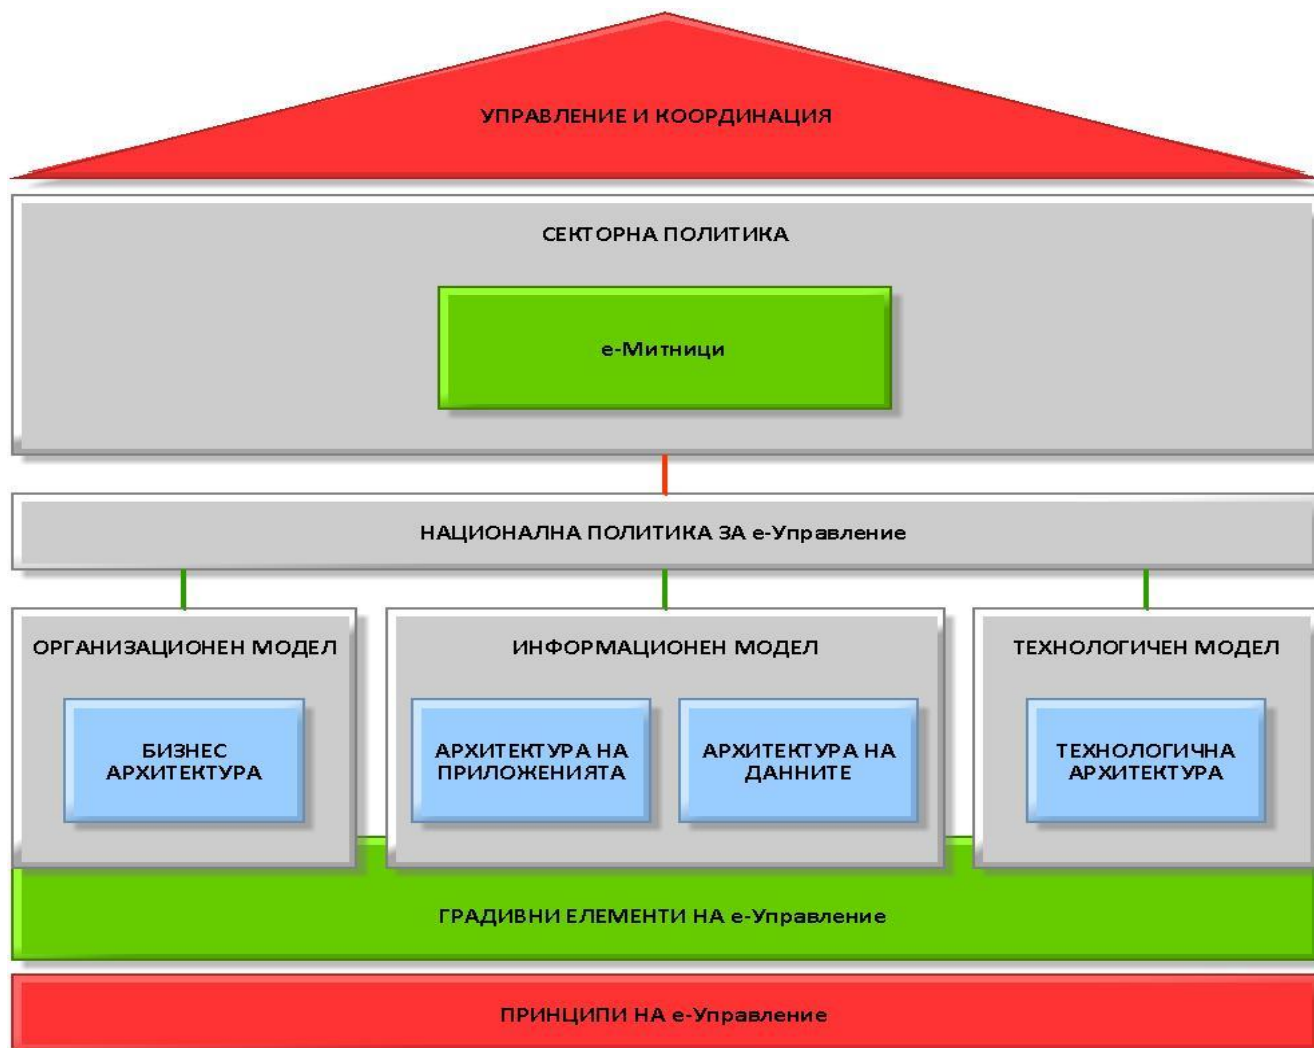 УПРАВЛЕНИЕ И КООРДИНАЦИЯ
СЕКТОРНА ПОЛИТИКА
е-Митници
НАЦИОНАЛНА ПОЛИТИКА ЗА е-Управление
ОРГАНИЗАЦИОНЕН МОДЕЛ
БИЗНЕС
АРХИТЕКТУРА
ИНФОРМАЦИОНЕН МОДЕЛ
АРХИТЕКТУРА НА
ПРИЛОЖЕНИЯТА
АРХИТЕКТУРА НА
ДАННИТЕ
ТЕХНОЛОГИЧЕН МОДЕЛ
ТЕХНОЛОГИЧНА
АРХИТЕКТУРА
ГРАДИВНИ ЕЛЕМЕНТИ НА е-Управление
ПРИНЦИПИ НА е-Управление